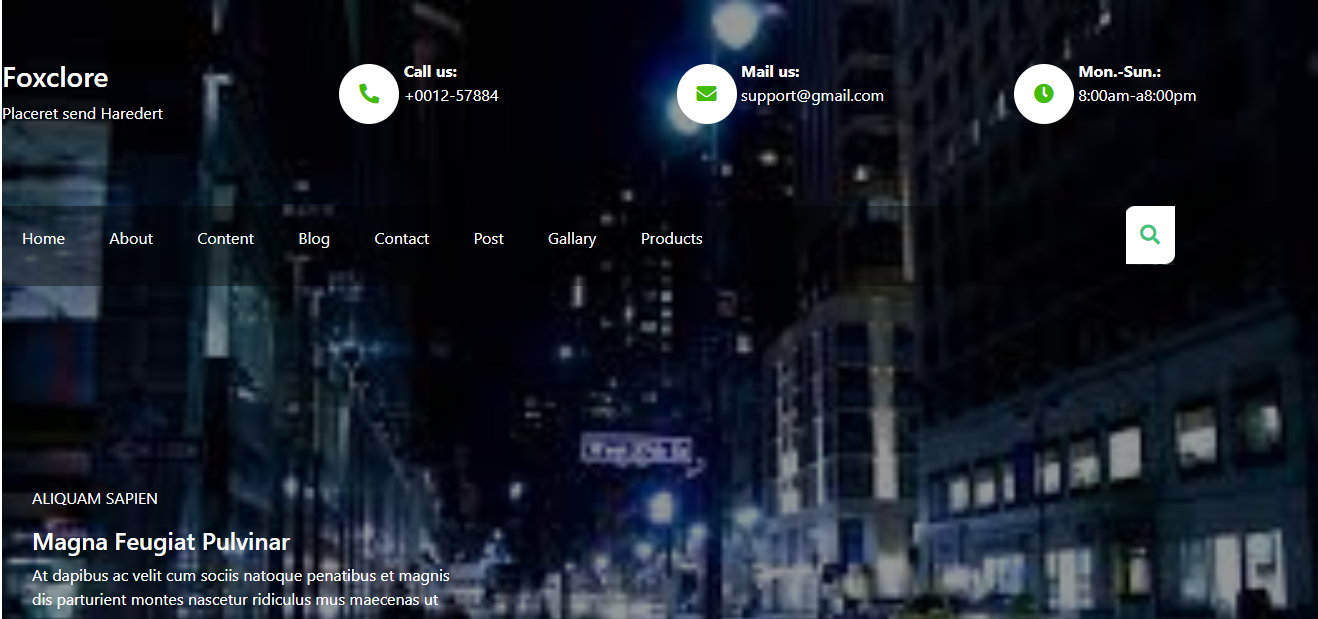 Foxclore
Placeret send Haredert
Call us:
+0012-57884
Mail us:
support@gmail.com
Mon.-Sun.:
8:00am-a8:00pm
Home About Content Blog Contact Post Gallary Products
ALIQUAM SAPIEN
Magna Feugiat Pulvinar
At dapibus ac velit cum sociis natoque penatibus et magnis
dis parturient montes nascetur ridiculus mus maecenas ut